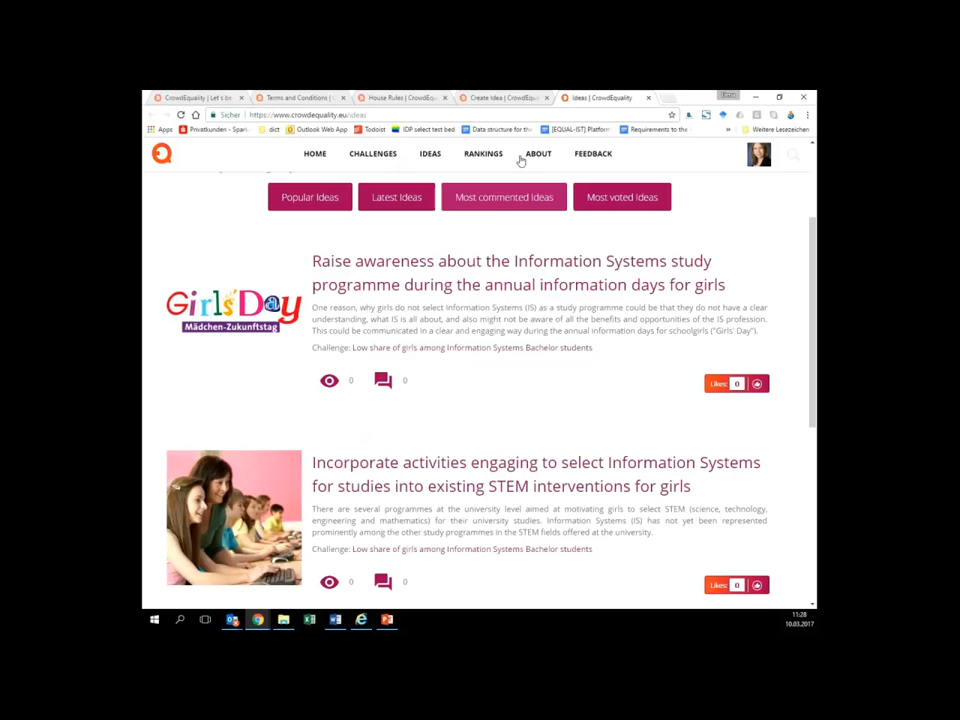 CrowdEquality | Let´s br
Terms and Conditions |
House Rules | CrowdEqu
Create Idea | CrowdEqua
Ideas | CrowdEquality
Sicher
https://www.crowdequality.eu/ideas
Apps
Privatkunden - Spark
dict
Outlook Web App
Todoist
IDP select test bed
Data structure for the
[EQUAL-IST] Platform
Requirements to the
»
Weitere Lesezeichen
HOME
CHALLENGES
IDEAS
RANKINGS
ABOUT
FEEDBACK
Popular Ideas
Latest Ideas
Most commented Ideas
Most voted Ideas
Girls'Day
Mädchen-Zukunftstag
Raise awareness about the Information Systems study
programme during the annual information days for girls
One reason, why girls do not select Information Systems (IS) as a study programme could be that they do not have a clear
understanding, what IS is all about, and also might not be aware of all the benefits and opportunities of the IS profession.
This could be communicated in a clear and engaging way during the annual information days for schoolgirls ("Girls' Day").
Challenge: Low share of girls among Information Systems Bachelor students
0
0
Likes: 0
Incorporate activities engaging to select Information Systems
for studies into existing STEM interventions for girls
There are several programmes at the university level aimed at motivating girls to select STEM (science, technology,
engineering and mathematics) for their university studies. Information Systems (IS) has not yet been represented
prominently among the other study programmes in the STEM fields offered at the university.
Challenge: Low share of girls among Information Systems Bachelor students
0
0
Likes: 0
11:28
10.03.2017